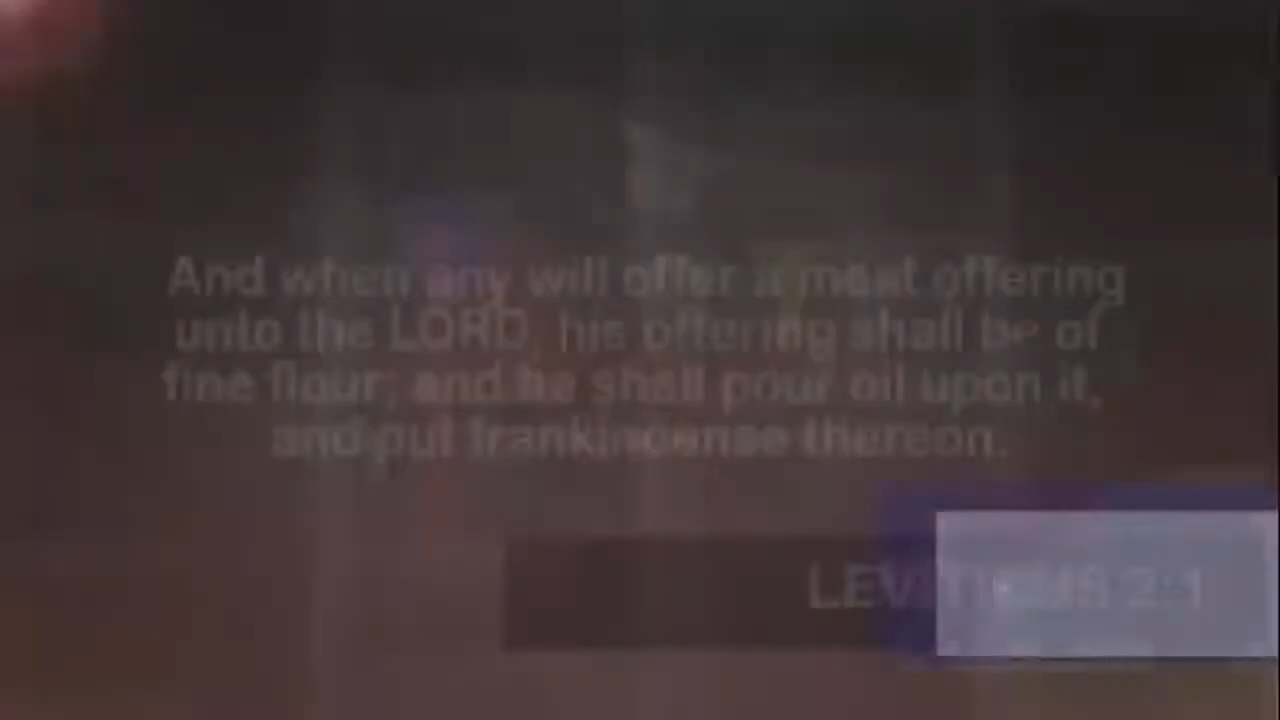 And when any will offer a meat offering
unto the LORD, his offering shall be of
fine flour; and he shall pour oil upon it,
and put frankincense thereon.
LEVITICUS 2:1